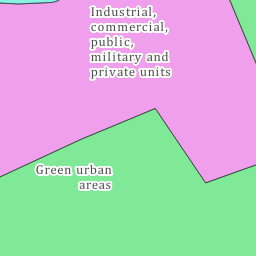 Industrial,
commercial,
public,
military and
private units
Green urban
areas